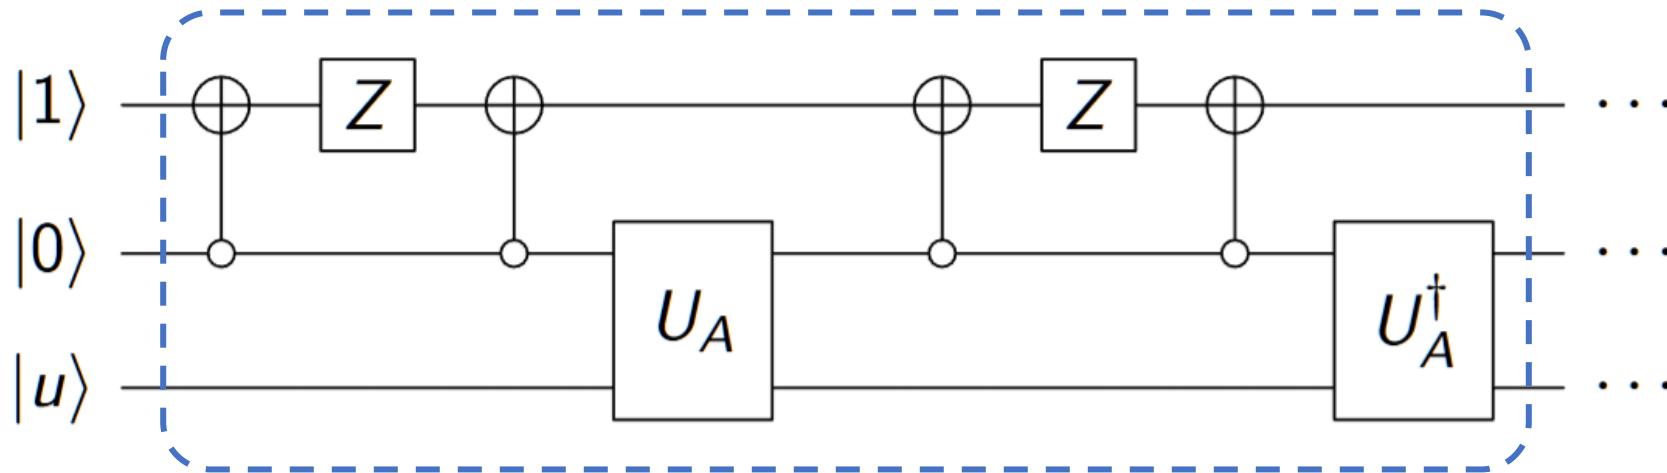 |1⟩ Z Z ···
|0⟩ ···
U_A U_A^†
|u⟩ ···